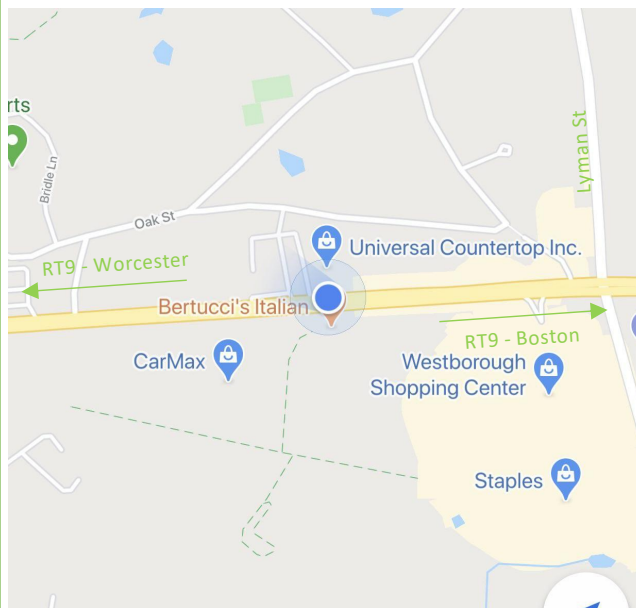 rts
Bridle Ln
Lyman St
Oak St
Universal Countertop Inc.
RT9 - Worcester
Bertucci's Italian
RT9 - Boston
CarMax
Westborough
Shopping Center
Staples